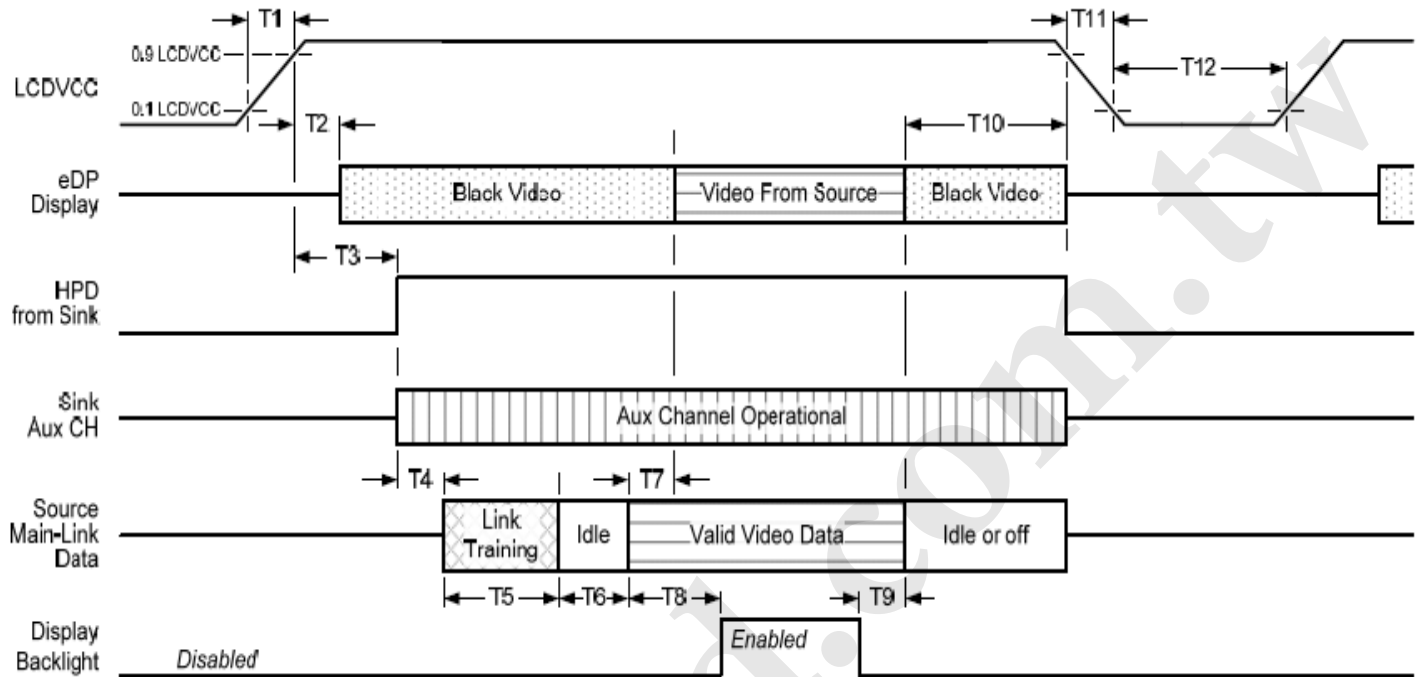 T1
T11
0.9 LCDVCC
LCDVCC
T12
0.1 LCDVCC
T2
T10
eDP
Display
Black Video
Video From Source
Black Video
T3
HPD
from Sink
Sink
Aux CH
Aux Channel Operational
T4
T7
Source
Main-Link
Data
Link
Training
Idle
Valid Video Data
Idle or off
T5
T6
T8
T9
Display
Backlight
Disabled
Enabled
d.com.tw